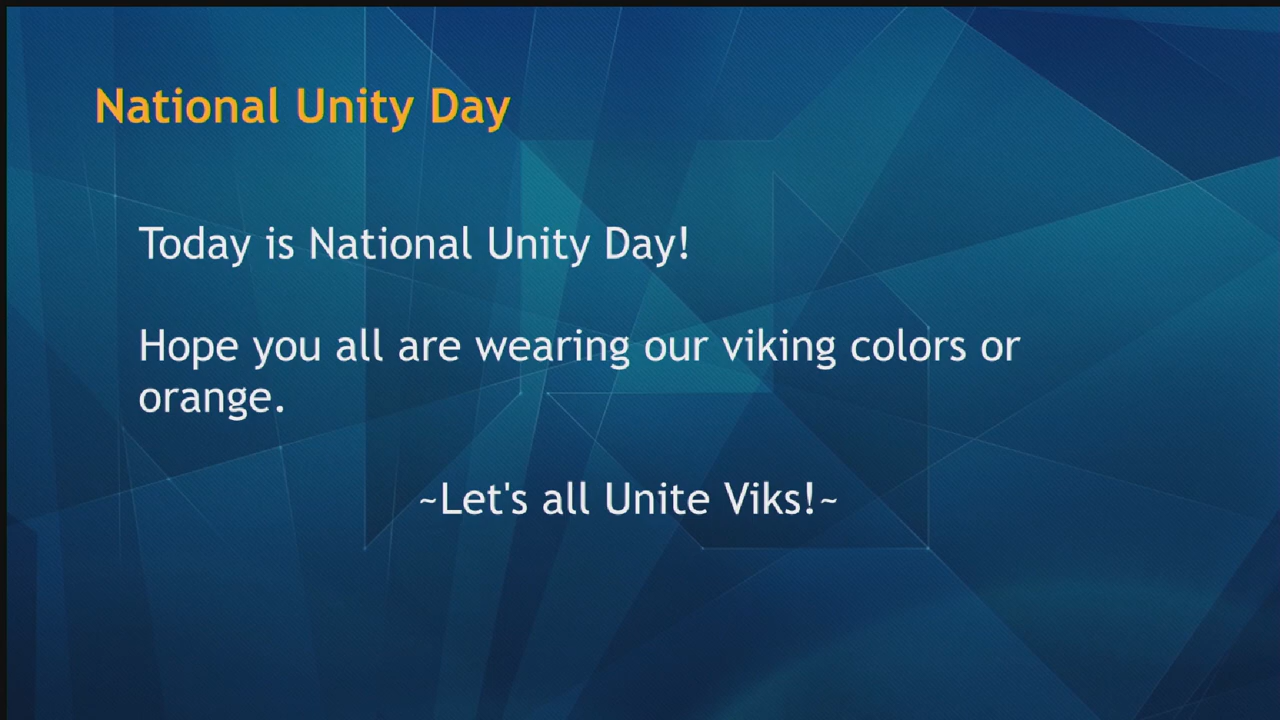 National Unity Day
Today is National Unity Day!
Hope you all are wearing our viking colors or
orange.
~Let's all Unite Viks!~